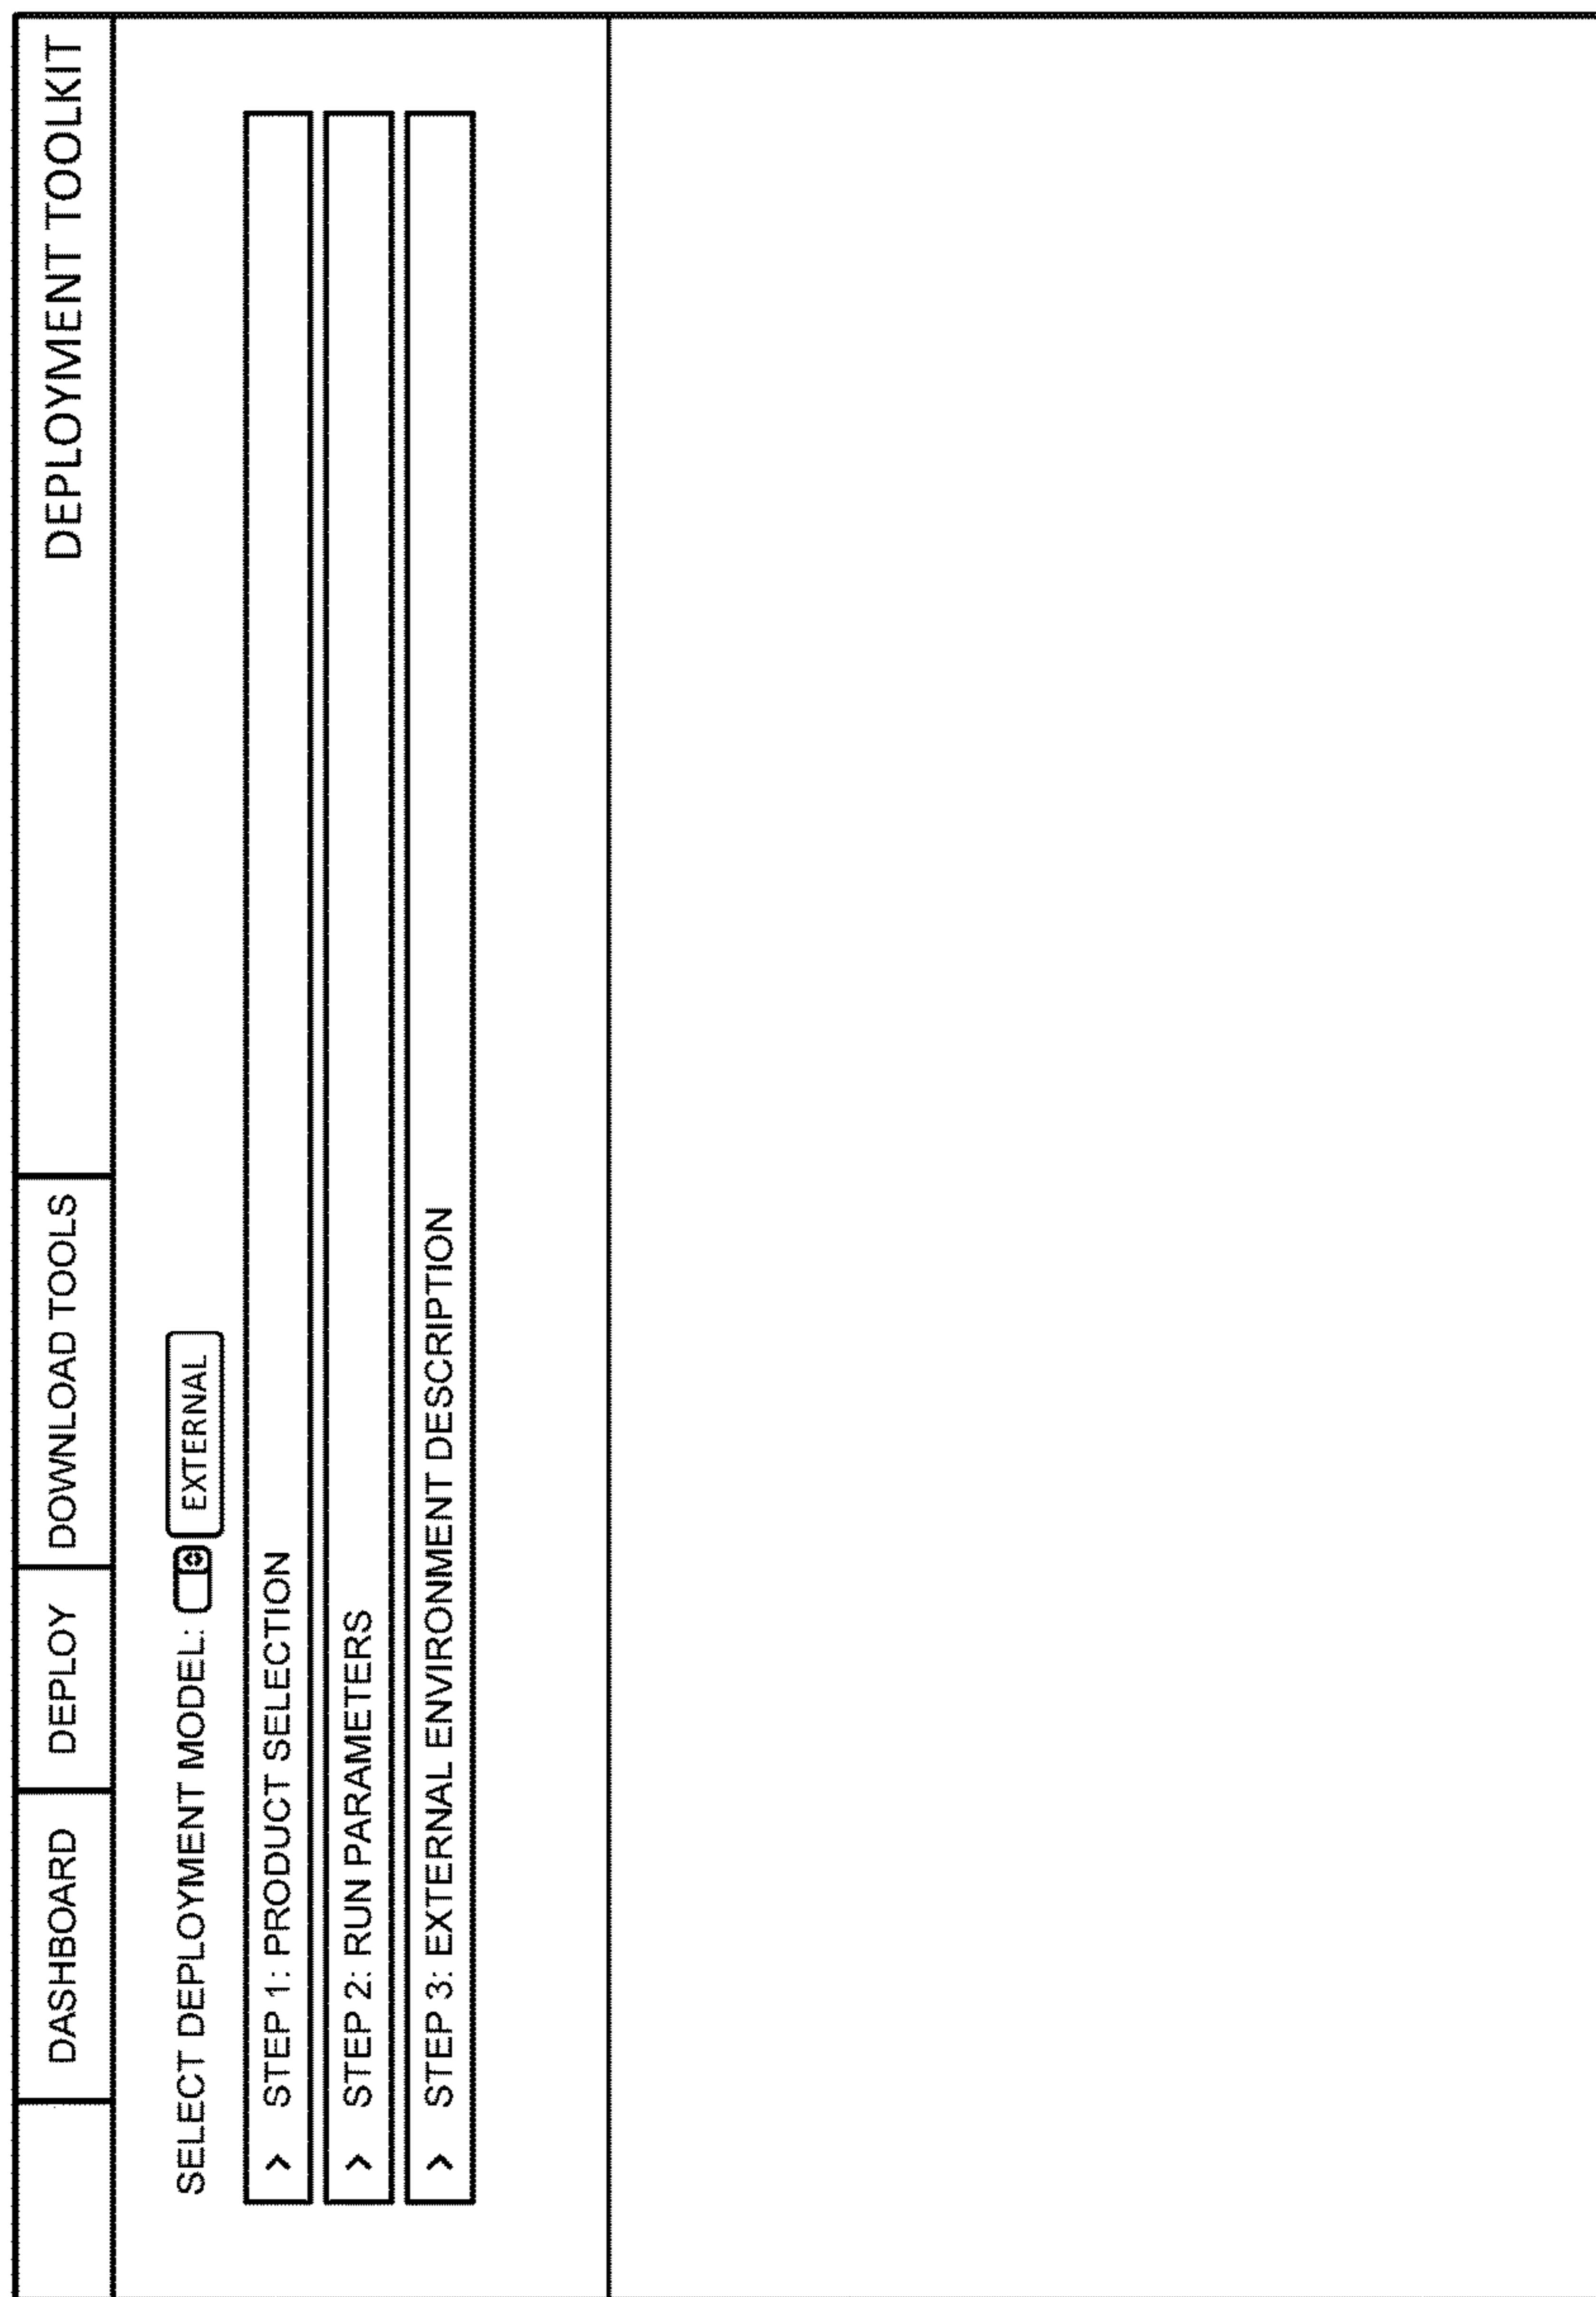 DASHBOARD DEPLOY DOWNLOAD TOOLS DEPLOYMENT TOOLKIT
SELECT DEPLOYMENT MODEL: EXTERNAL
> STEP 1: PRODUCT SELECTION
> STEP 2: RUN PARAMETERS
> STEP 3: EXTERNAL ENVIRONMENT DESCRIPTION